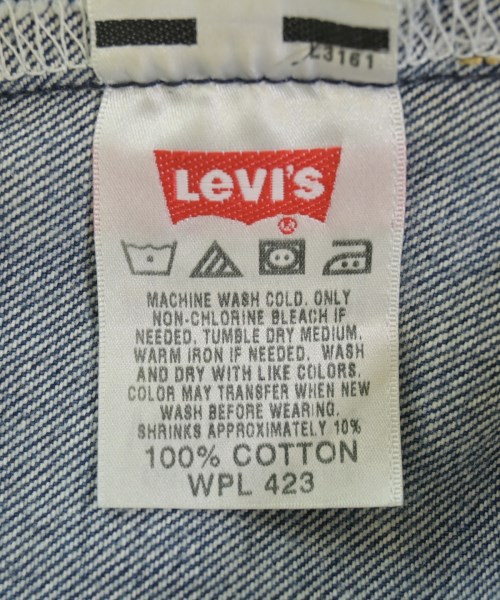 L3161
LEVI'S
®
MACHINE WASH COLD. ONLY
NON-CHLORINE BLEACH IF
NEEDED. TUMBLE DRY MEDIUM.
WARM IRON IF NEEDED. WASH
AND DRY WITH LIKE COLORS.
COLOR MAY TRANSFER WHEN NEW
WASH BEFORE WEARING.
SHRINKS APPROXIMATELY 10%
100% COTTON
WPL 423